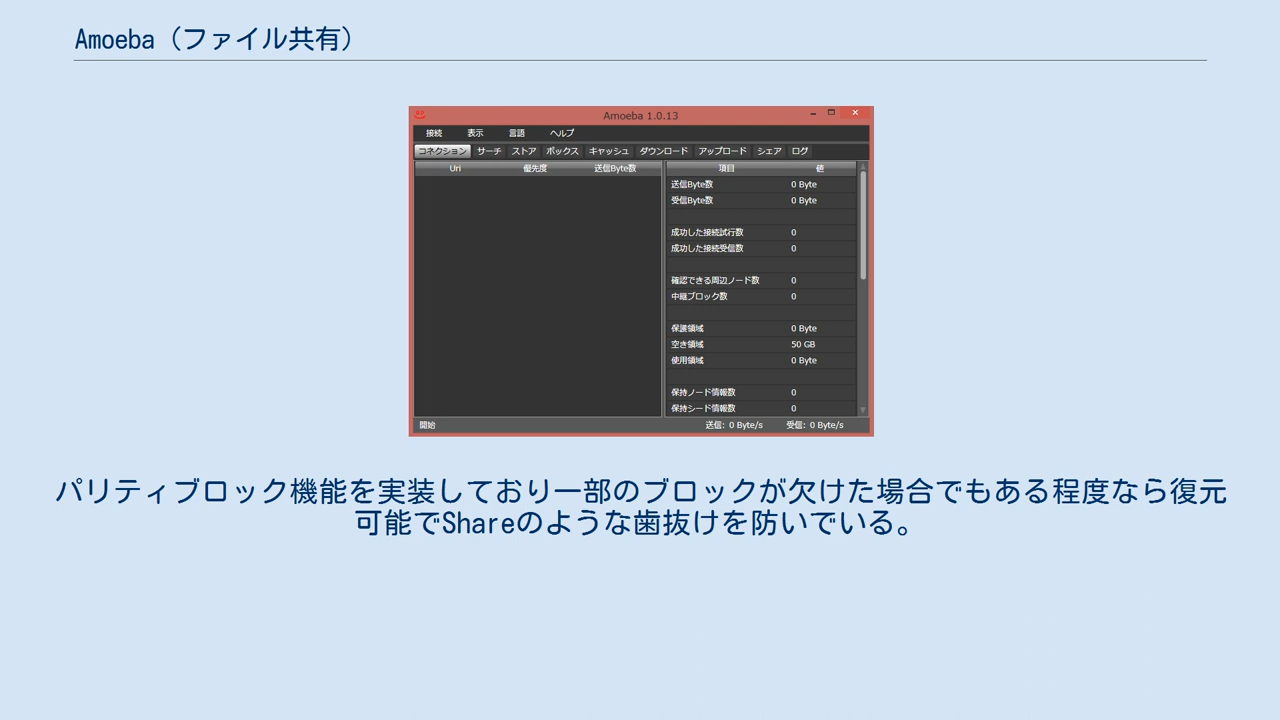 Amoeba（ファイル共有）
Amoeba 1.0.13
接続 表示 言語 ヘルプ
コネクション サーチ ストア ボックス キャッシュ ダウンロード アップロード シェア ログ
Uri 優先度 送信Byte数 項目 値
送信Byte数 0 Byte
受信Byte数 0 Byte
成功した接続試行数 0
成功した接続受信数 0
確認できる周辺ノード数 0
中継ブロック数 0
保護領域 0 Byte
空き領域 50 GB
使用領域 0 Byte
保持ノード情報数 0
保持シード情報数 0
開始 送信: 0 Byte/s 受信: 0 Byte/s
パリティブロック機能を実装しており一部のブロックが欠けた場合でもある程度なら復元
可能でShareのような歯抜けを防いでいる。